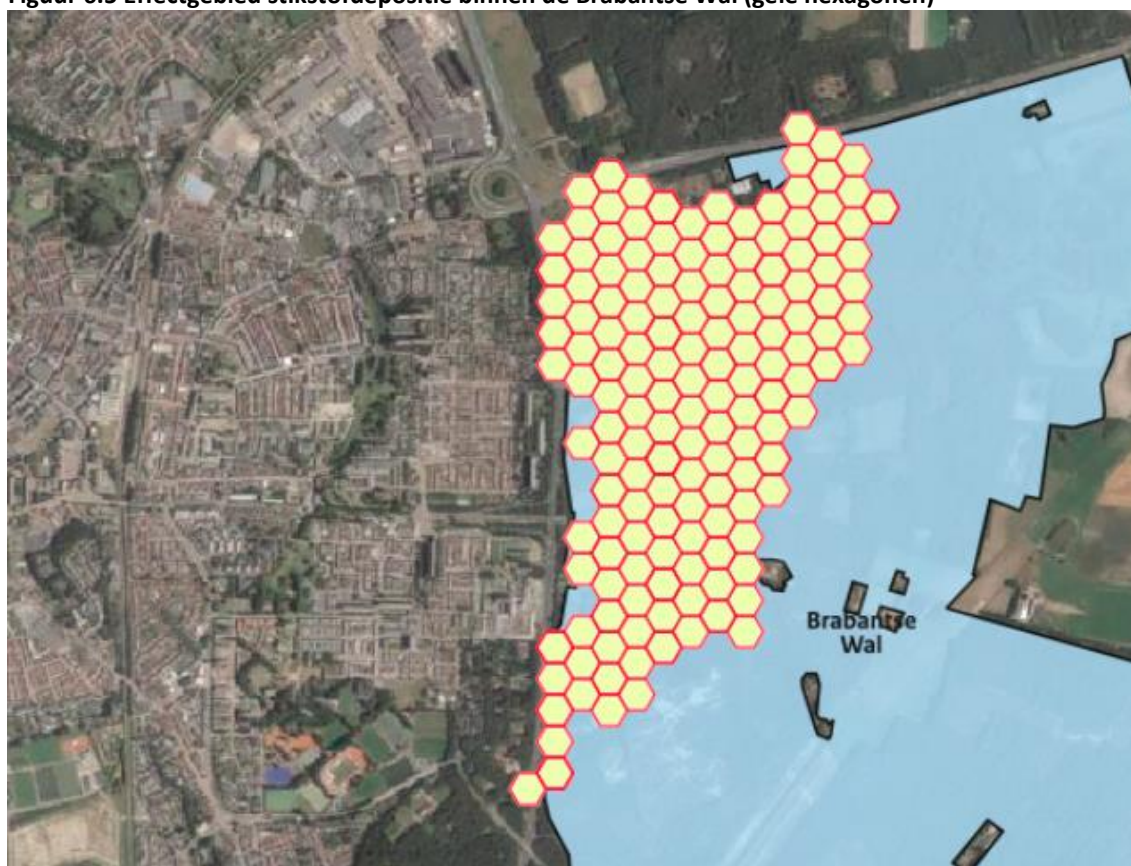 Figuur 6.3 Effectgebied stikstofdepositie binnen de Brabantse Wal (gele hexagonen)
Brabantse
Wal